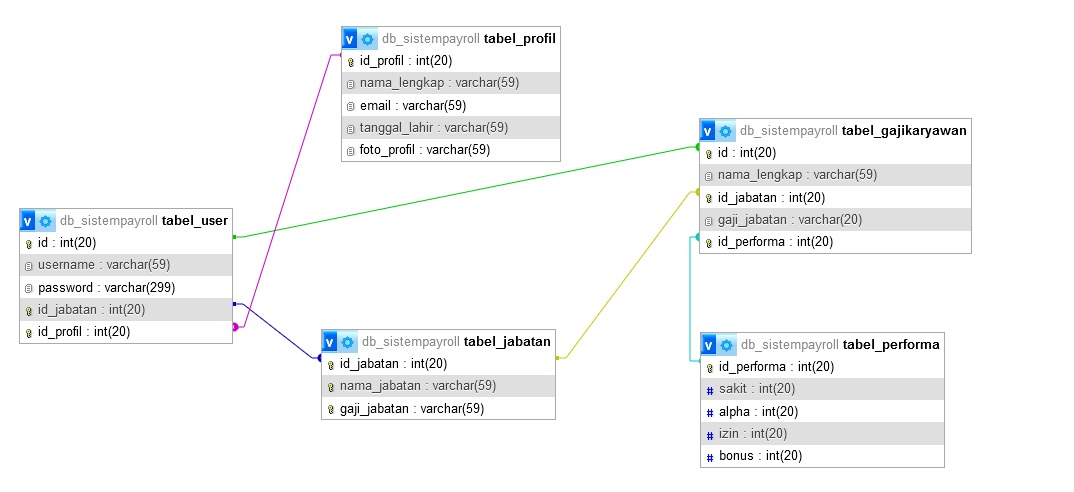 db_sistempayroll tabel_profil
id_profil : int(20)
nama_lengkap : varchar(59)
email : varchar(59)
tanggal_lahir : varchar(59)
foto_profil : varchar(59)
db_sistempayroll tabel_gajikaryawan
id : int(20)
nama_lengkap : varchar(59)
id_jabatan : int(20)
gaji_jabatan : varchar(20)
id_performa : int(20)
db_sistempayroll tabel_user
id : int(20)
username : varchar(59)
password : varchar(299)
id_jabatan : int(20)
id_profil : int(20)
db_sistempayroll tabel_jabatan
id_jabatan : int(20)
nama_jabatan : varchar(59)
gaji_jabatan : varchar(59)
db_sistempayroll tabel_performa
id_performa : int(20)
# sakit : int(20)
# alpha : int(20)
# izin : int(20)
# bonus : int(20)